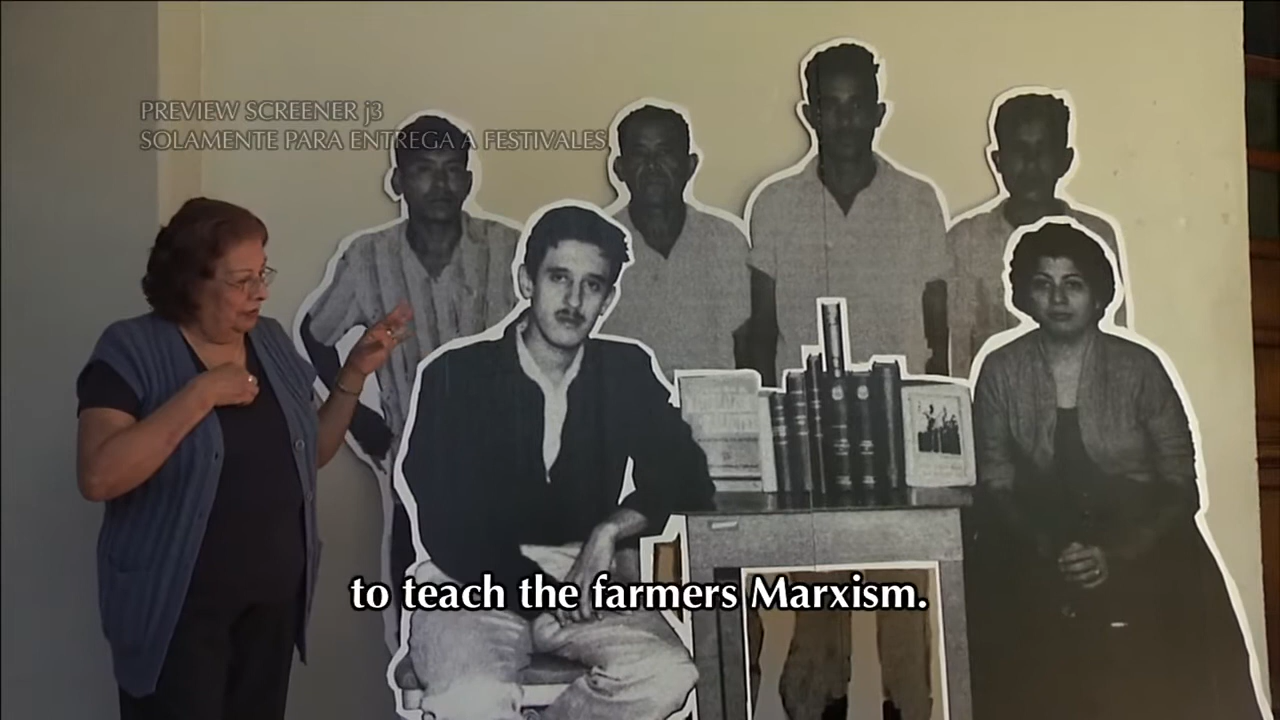 PREVIEW SCREENER j3
SOLAMENTE PARA ENTREGA A FESTIVALES
to teach the farmers Marxism.